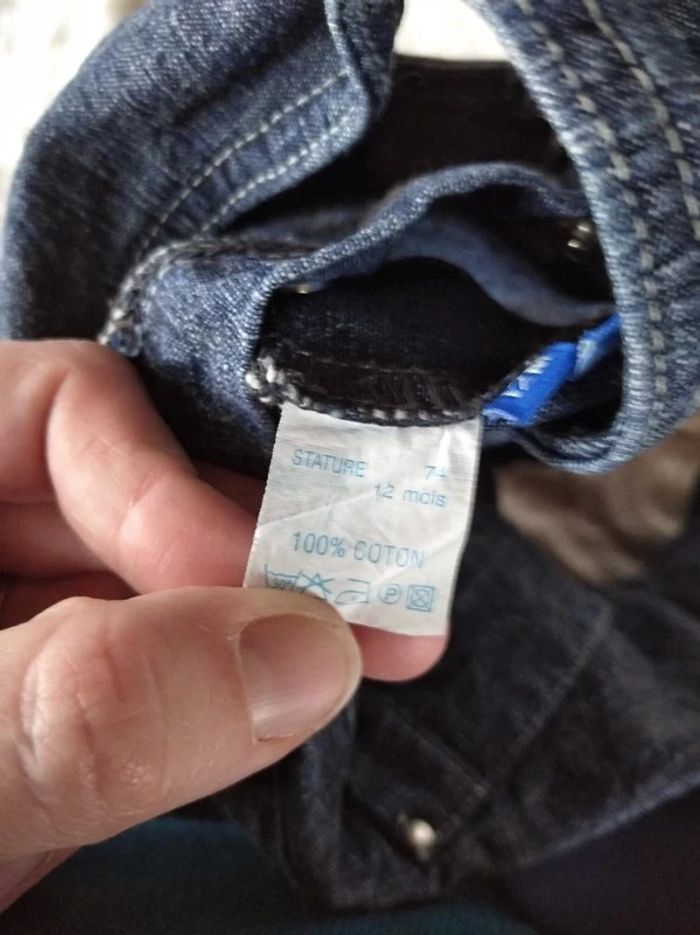 STATURE 74
12 mois
100% COTON
P